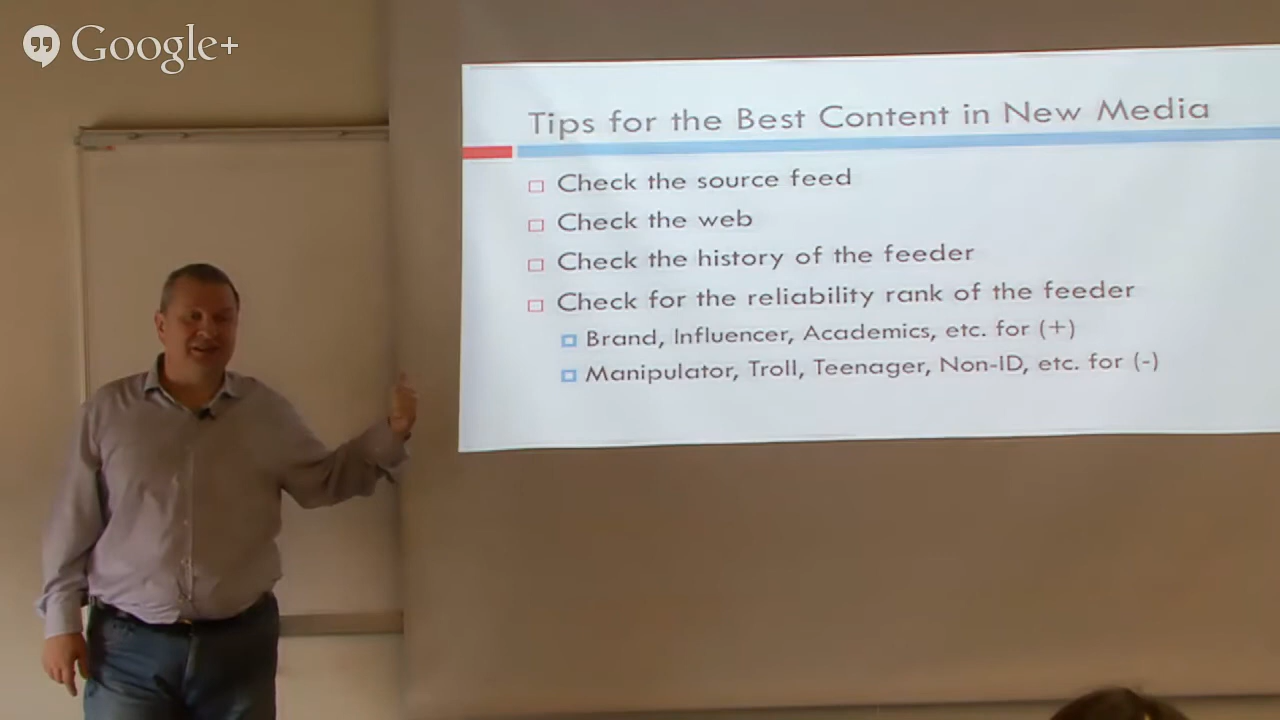 Google+
Tips for the Best Content in New Media
Check the source feed
Check the web
Check the history of the feeder
Check for the reliability rank of the feeder
Brand, Influencer, Academics, etc. for (+)
Manipulator, Troll, Teenager, Non-ID, etc. for (-)